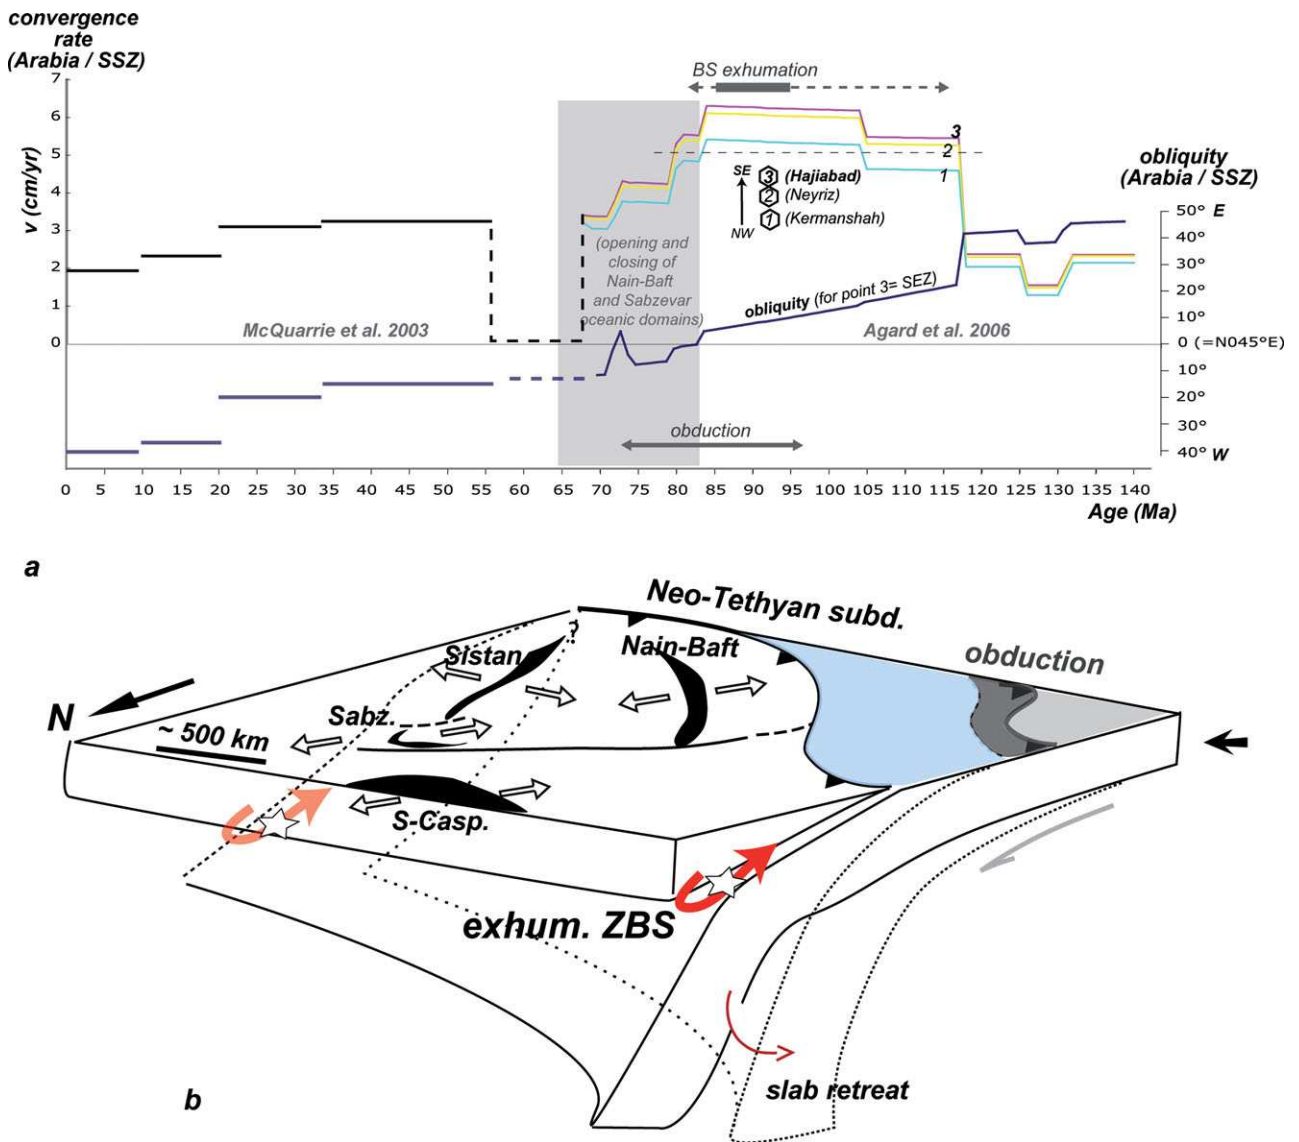 convergence
rate
(Arabia / SSZ)
v (cm/yr)
7
6
5
4
3
2
1
0
BS exhumation
3
2
1
SE
NW
3 (Hajiabad)
2 (Neyriz)
1 (Kermanshah)
obliquity
(Arabia / SSZ)
50° E
40°
30°
20°
10°
0 (=N045°E)
10°
20°
30°
40° W
(opening and
closing of
Nain-Baft
and Sabzevar
oceanic domains)
obliquity (for point 3= SEZ)
McQuarrie et al. 2003
Agard et al. 2006
obduction
0 5 10 15 20 25 30 35 40 45 50 55 60 65 70 75 80 85 90 95 100 105 110 115 120 125 130 135 140
Age (Ma)
a
Neo-Tethyan subd.
obduction
?
Sistan
Nain-Baft
N
Sabz.
~ 500 km
S-Casp.
exhum. ZBS
slab retreat
b